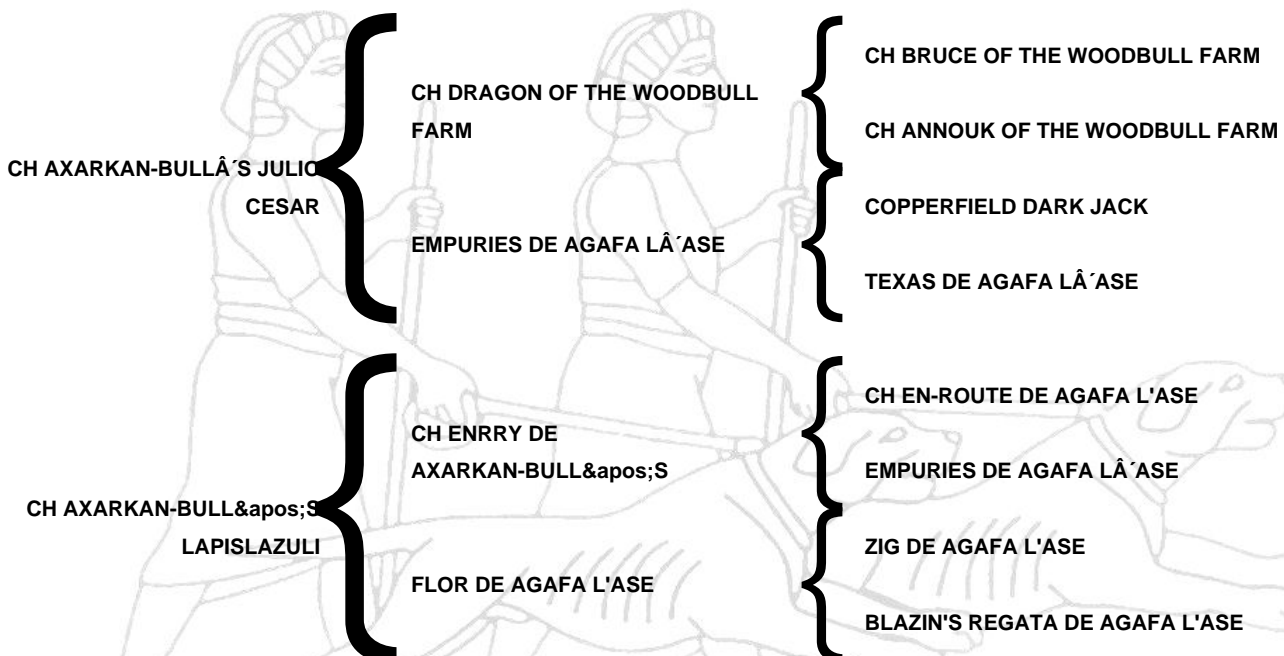 CH BRUCE OF THE WOODBULL FARM
CH DRAGON OF THE WOODBULL
FARM
CH ANNOUK OF THE WOODBULL FARM
CH AXARKAN-BULLÂ´S JULIO
CESAR
COPPERFIELD DARK JACK
EMPURIES DE AGAFA LÂ´ASE
TEXAS DE AGAFA LÂ´ASE
CH EN-ROUTE DE AGAFA L'ASE
CH ENRRY DE
AXARKAN-BULL&apos;S
EMPURIES DE AGAFA LÂ´ASE
CH AXARKAN-BULL&apos;S
LAPISLAZULI
ZIG DE AGAFA L'ASE
FLOR DE AGAFA L'ASE
BLAZIN'S REGATA DE AGAFA L'ASE